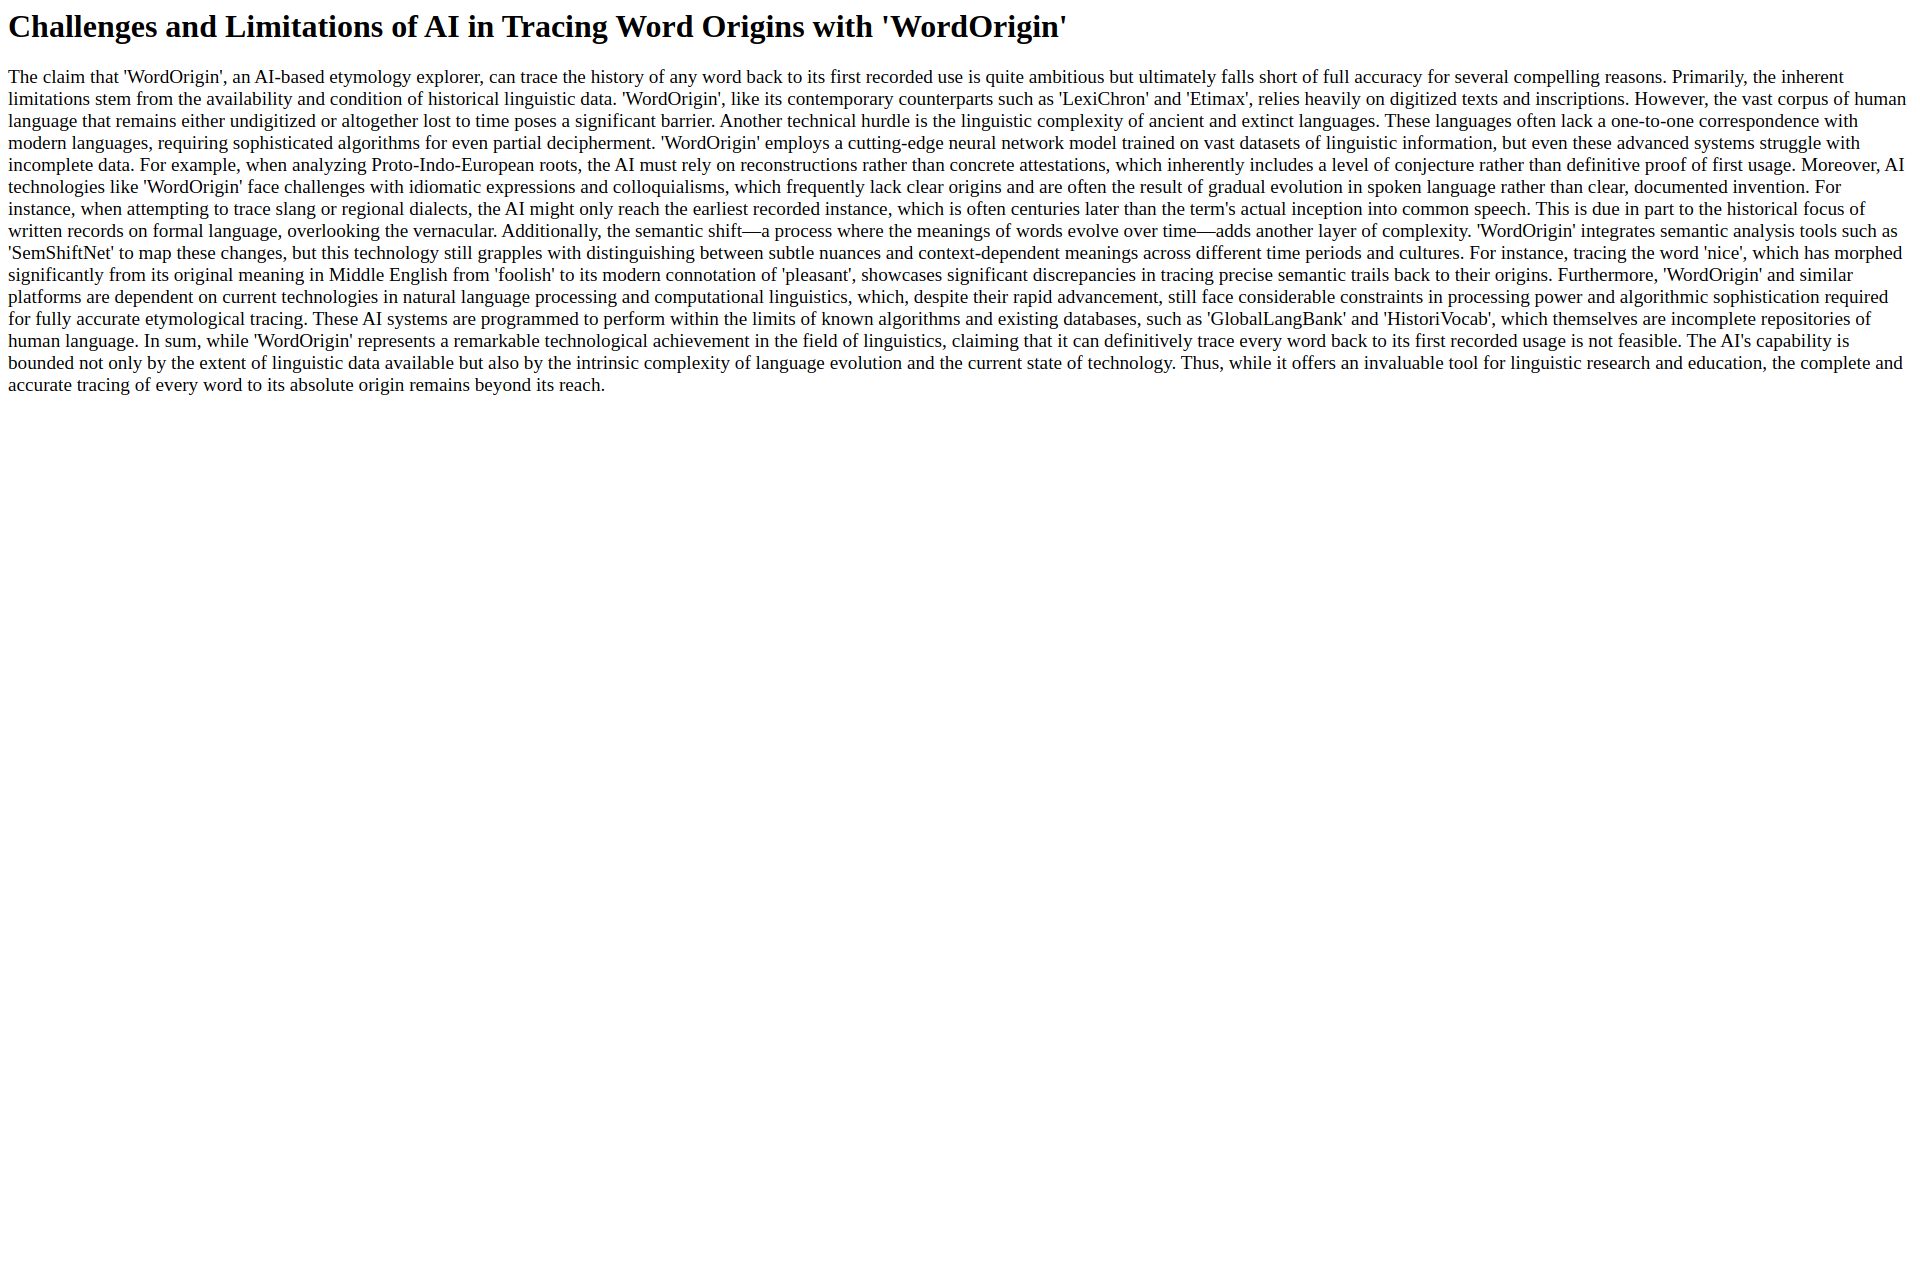 Challenges and Limitations of AI in Tracing Word Origins with 'WordOrigin'
The claim that 'WordOrigin', an AI-based etymology explorer, can trace the history of any word back to its first recorded use is quite ambitious but ultimately falls short of full accuracy for several compelling reasons. Primarily, the inherent
limitations stem from the availability and condition of historical linguistic data. 'WordOrigin', like its contemporary counterparts such as 'LexiChron' and 'Etimax', relies heavily on digitized texts and inscriptions. However, the vast corpus of human
language that remains either undigitized or altogether lost to time poses a significant barrier. Another technical hurdle is the linguistic complexity of ancient and extinct languages. These languages often lack a one-to-one correspondence with
modern languages, requiring sophisticated algorithms for even partial decipherment. 'WordOrigin' employs a cutting-edge neural network model trained on vast datasets of linguistic information, but even these advanced systems struggle with
incomplete data. For example, when analyzing Proto-Indo-European roots, the AI must rely on reconstructions rather than concrete attestations, which inherently includes a level of conjecture rather than definitive proof of first usage. Moreover, AI
technologies like 'WordOrigin' face challenges with idiomatic expressions and colloquialisms, which frequently lack clear origins and are often the result of gradual evolution in spoken language rather than clear, documented invention. For
instance, when attempting to trace slang or regional dialects, the AI might only reach the earliest recorded instance, which is often centuries later than the term's actual inception into common speech. This is due in part to the historical focus of
written records on formal language, overlooking the vernacular. Additionally, the semantic shift—a process where the meanings of words evolve over time—adds another layer of complexity. 'WordOrigin' integrates semantic analysis tools such as
'SemShiftNet' to map these changes, but this technology still grapples with distinguishing between subtle nuances and context-dependent meanings across different time periods and cultures. For instance, tracing the word 'nice', which has morphed
significantly from its original meaning in Middle English from 'foolish' to its modern connotation of 'pleasant', showcases significant discrepancies in tracing precise semantic trails back to their origins. Furthermore, 'WordOrigin' and similar
platforms are dependent on current technologies in natural language processing and computational linguistics, which, despite their rapid advancement, still face considerable constraints in processing power and algorithmic sophistication required
for fully accurate etymological tracing. These AI systems are programmed to perform within the limits of known algorithms and existing databases, such as 'GlobalLangBank' and 'HistoriVocab', which themselves are incomplete repositories of
human language. In sum, while 'WordOrigin' represents a remarkable technological achievement in the field of linguistics, claiming that it can definitively trace every word back to its first recorded usage is not feasible. The AI's capability is
bounded not only by the extent of linguistic data available but also by the intrinsic complexity of language evolution and the current state of technology. Thus, while it offers an invaluable tool for linguistic research and education, the complete and
accurate tracing of every word to its absolute origin remains beyond its reach.